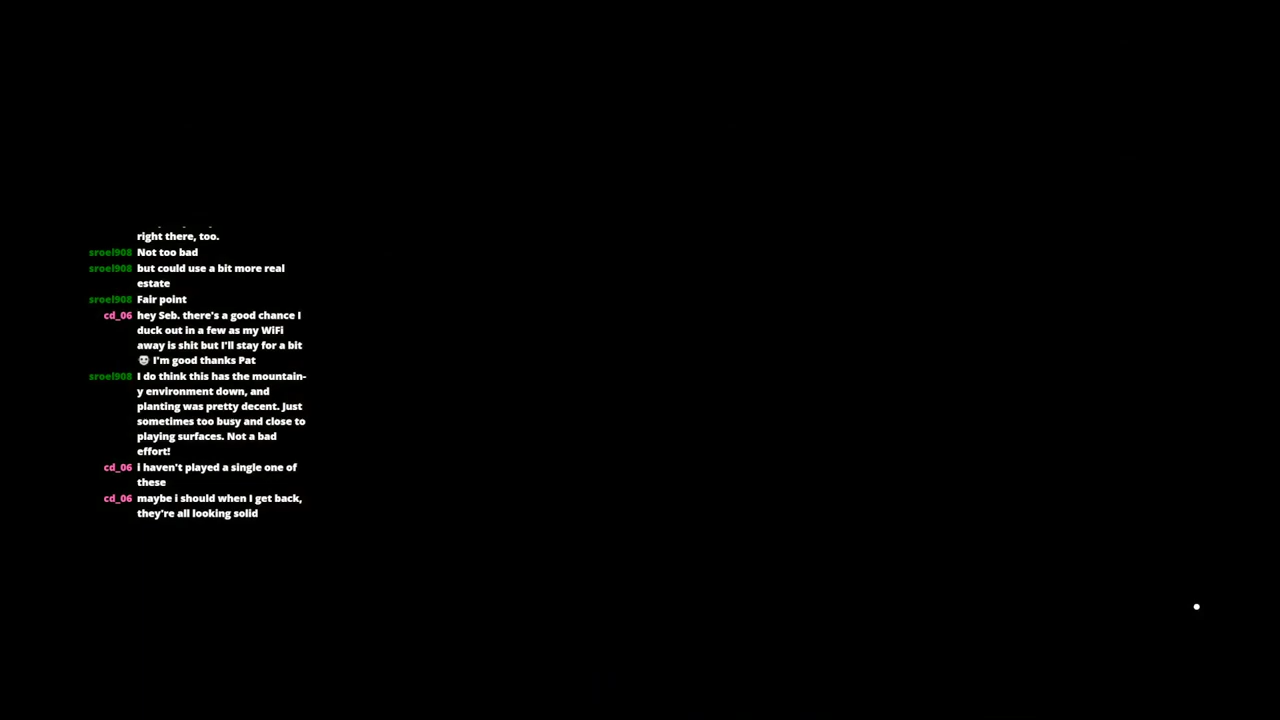 right there, too.
sroel908 Not too bad
sroel908 but could use a bit more real
estate
sroel908 Fair point
cd_06 hey Seb. there's a good chance I
duck out in a few as my WiFi
away is shit but I'll stay for a bit
I'm good thanks Pat
sroel908 I do think this has the mountain-
y environment down, and
planting was pretty decent. Just
sometimes too busy and close to
playing surfaces. Not a bad
effort!
cd_06 i haven't played a single one of
these
cd_06 maybe i should when I get back,
they're all looking solid